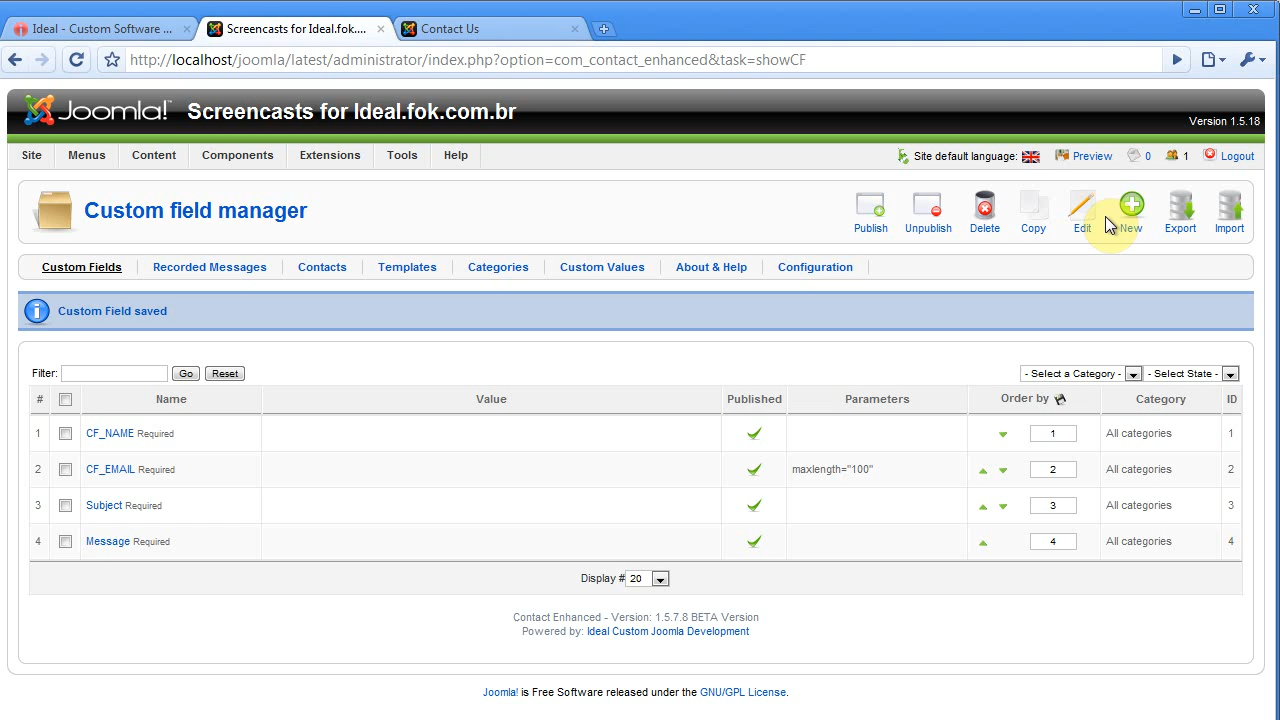 Ideal - Custom Software ... Screencasts for Ideal.fok.... Contact Us
http://localhost/joomla/latest/administrator/index.php?option=com_contact_enhanced&task=showCF
Joomla! Screencasts for Ideal.fok.com.br
Version 1.5.18
Site Menus Content Components Extensions Tools Help Site default language: Preview 0 1 Logout
Custom field manager
Publish Unpublish Delete Copy Edit New Export Import
Custom Fields Recorded Messages Contacts Templates Categories Custom Values About & Help Configuration
Custom Field saved
Filter: Go Reset - Select a Category - - Select State -
# Name Value Published Parameters Order by Category ID
1 CF_NAME Required 1 All categories 1
2 CF_EMAIL Required maxlength="100" 2 All categories 2
3 Subject Required 3 All categories 3
4 Message Required 4 All categories 4
Display # 20
Contact Enhanced - Version: 1.5.7.8 BETA Version
Powered by: Ideal Custom Joomla Development
Joomla! is Free Software released under the GNU/GPL License.